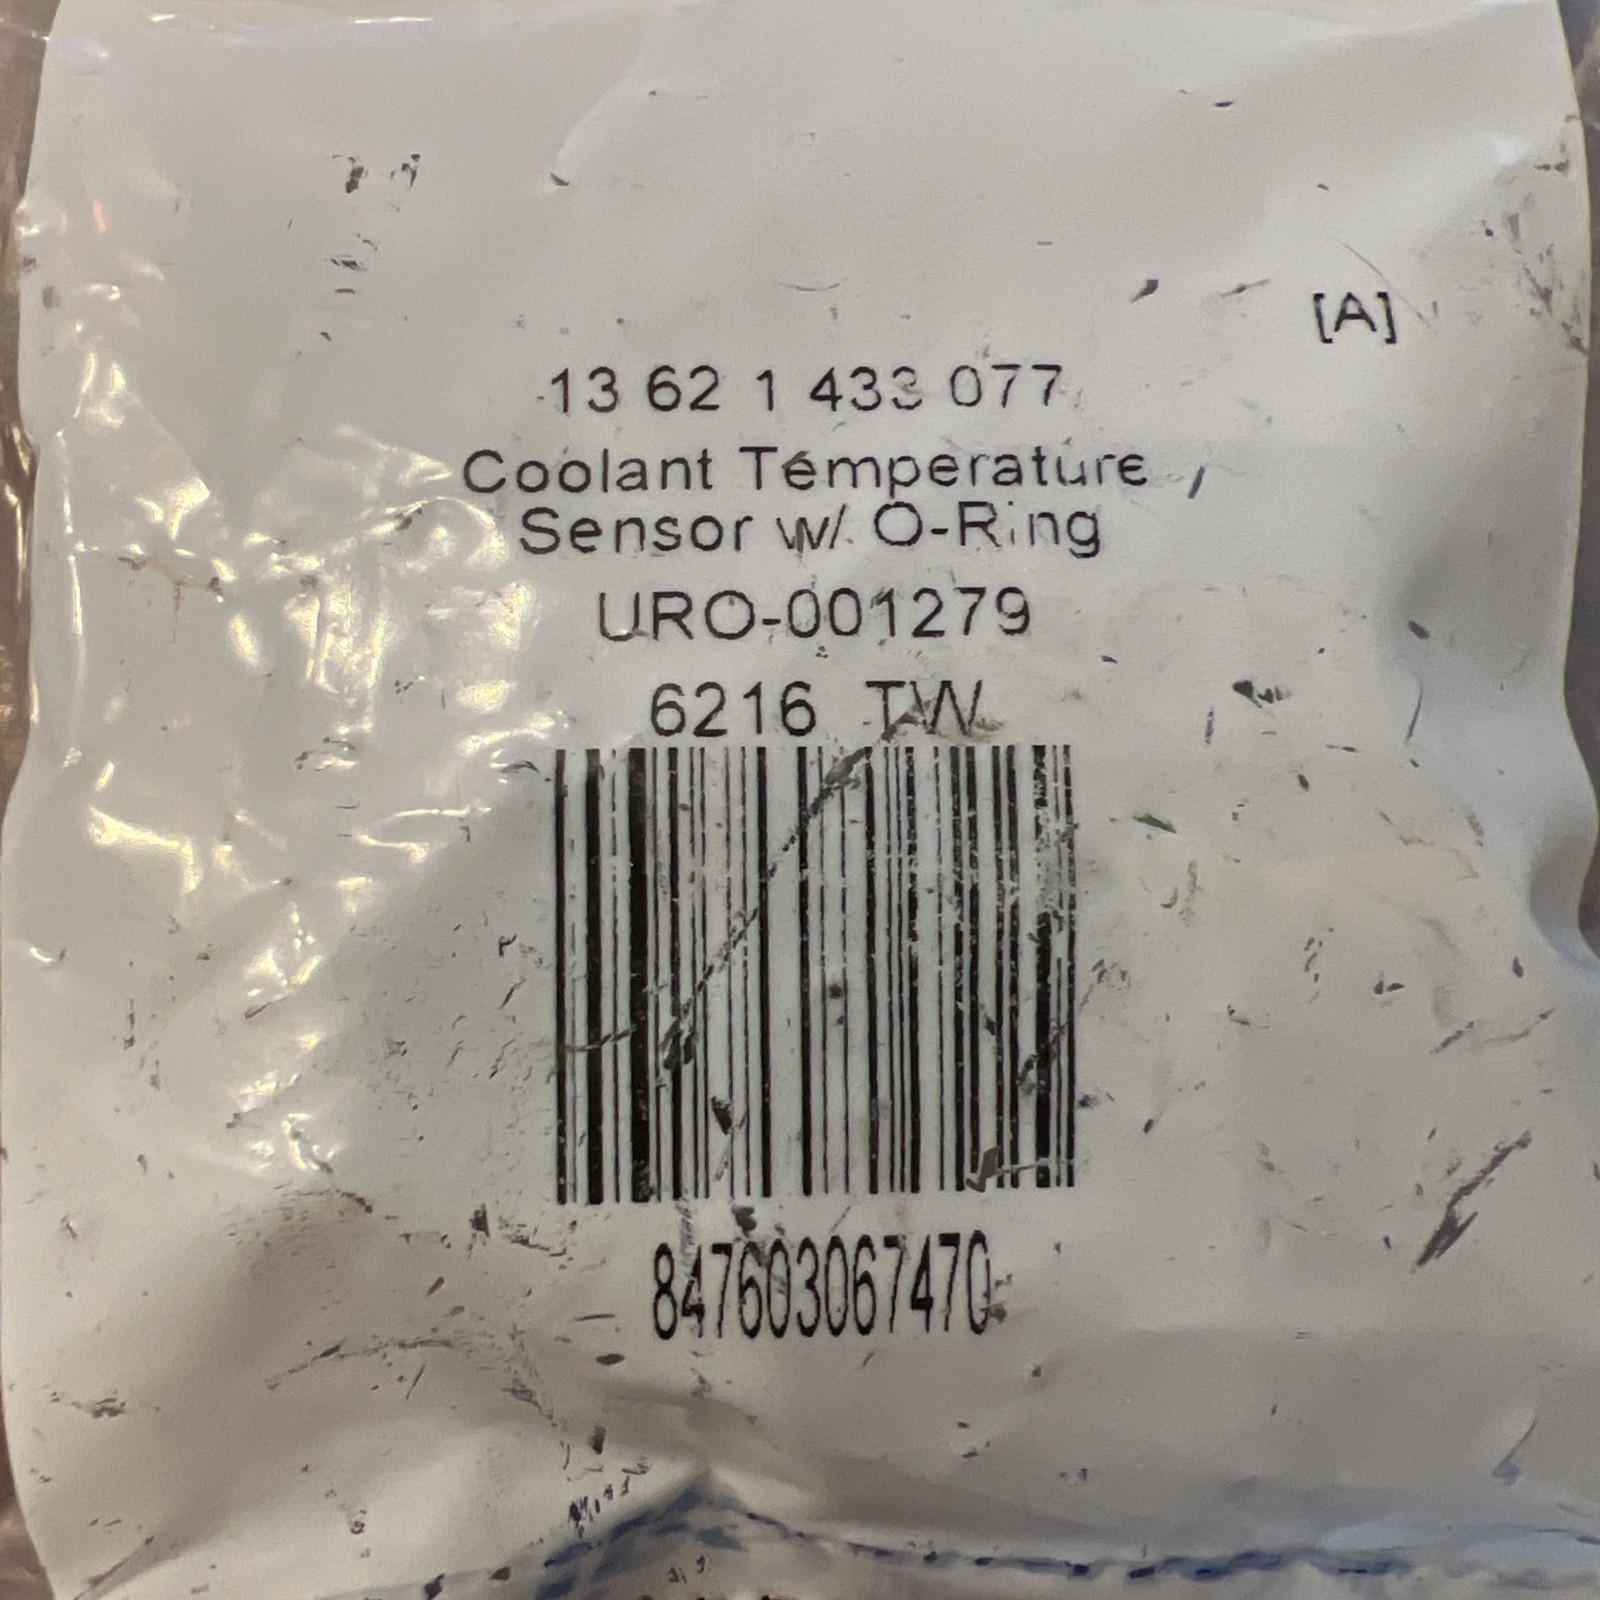 [A]
13 62 1 433 077
Coolant Temperature
Sensor w/ O-Ring
URO-001279
6216 TW
847603067470